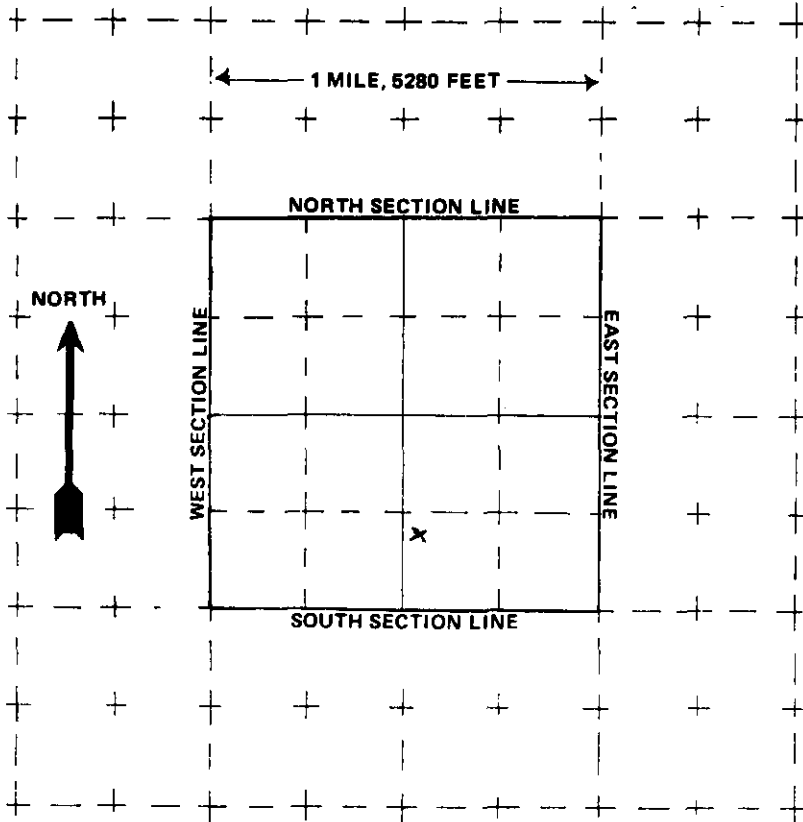 1 MILE, 5280 FEET
NORTH SECTION LINE
NORTH
WEST SECTION LINE
EAST SECTION LINE
X
SOUTH SECTION LINE